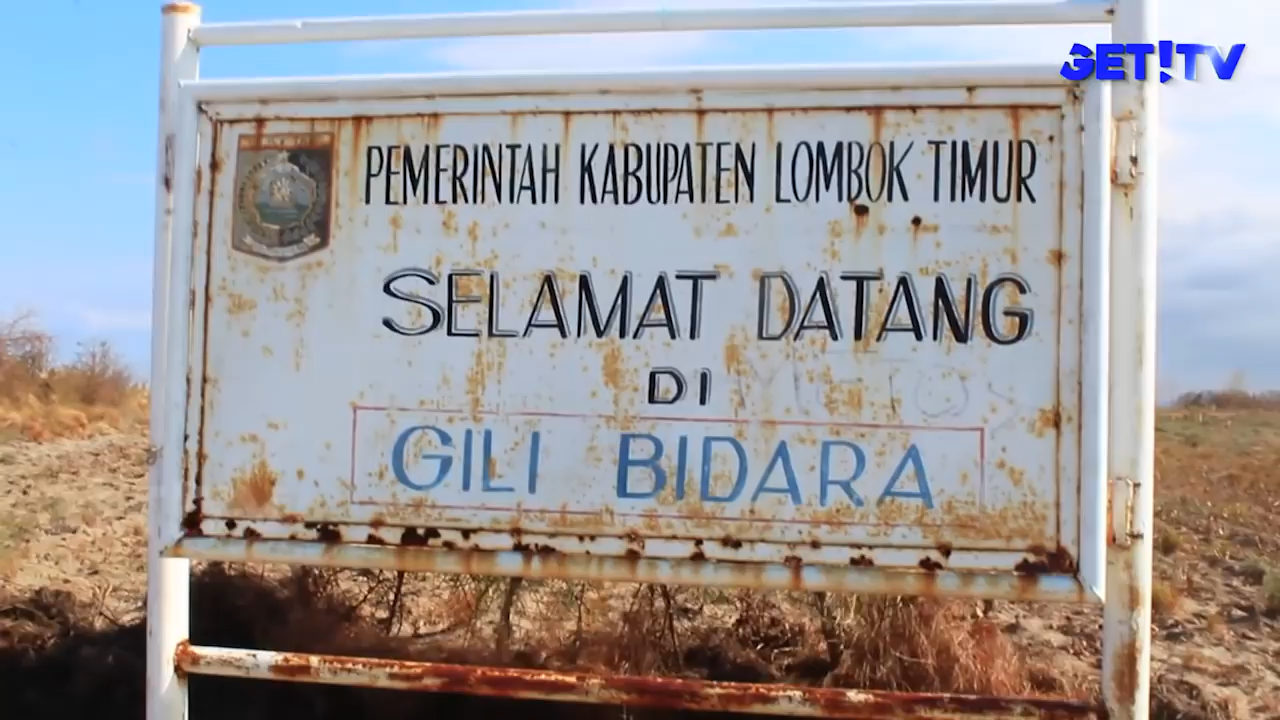 GET!TV
PEMERINTAH KABUPATEN LOMBOK TIMUR
SELAMAT DATANG
DI
GILI BIDARA